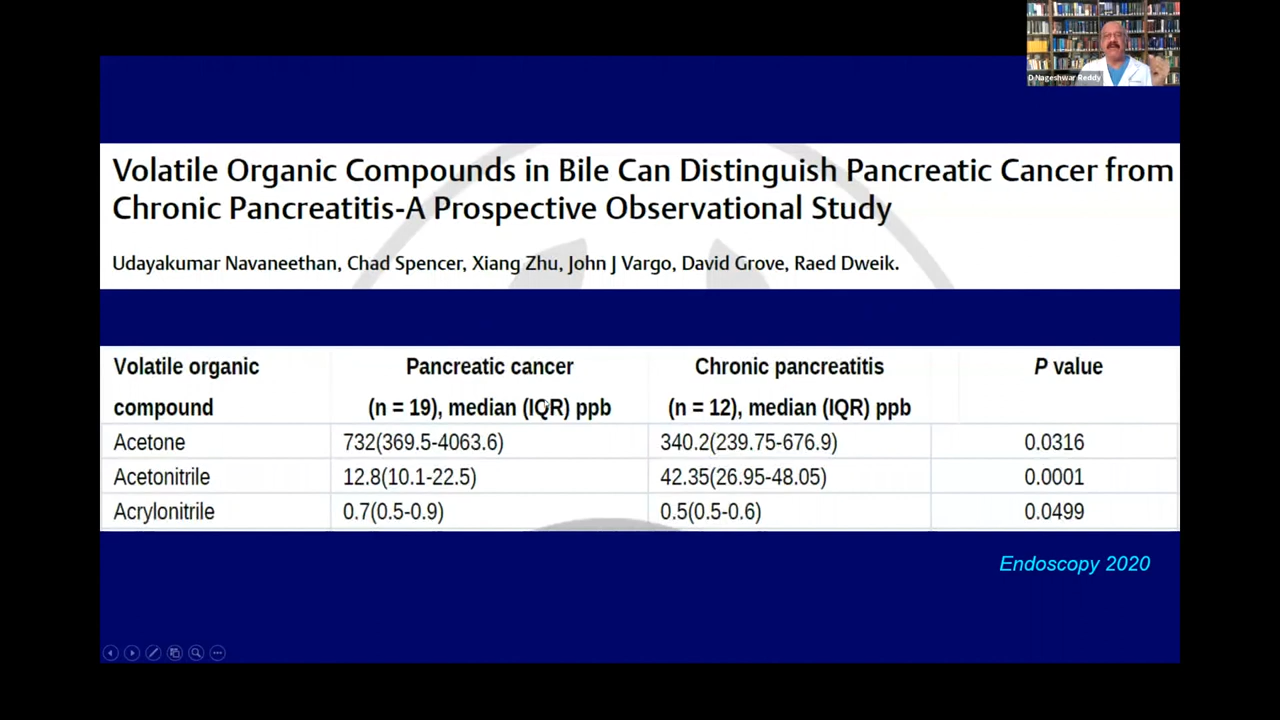 D Nageshwar Reddy
Volatile Organic Compounds in Bile Can Distinguish Pancreatic Cancer from
Chronic Pancreatitis-A Prospective Observational Study
Udayakumar Navaneethan, Chad Spencer, Xiang Zhu, John J Vargo, David Grove, Raed Dweik.
Volatile organic compound Pancreatic cancer (n = 19), median (IQR) ppb Chronic pancreatitis (n = 12), median (IQR) ppb P value
Acetone 732(369.5-4063.6) 340.2(239.75-676.9) 0.0316
Acetonitrile 12.8(10.1-22.5) 42.35(26.95-48.05) 0.0001
Acrylonitrile 0.7(0.5-0.9) 0.5(0.5-0.6) 0.0499
Endoscopy 2020